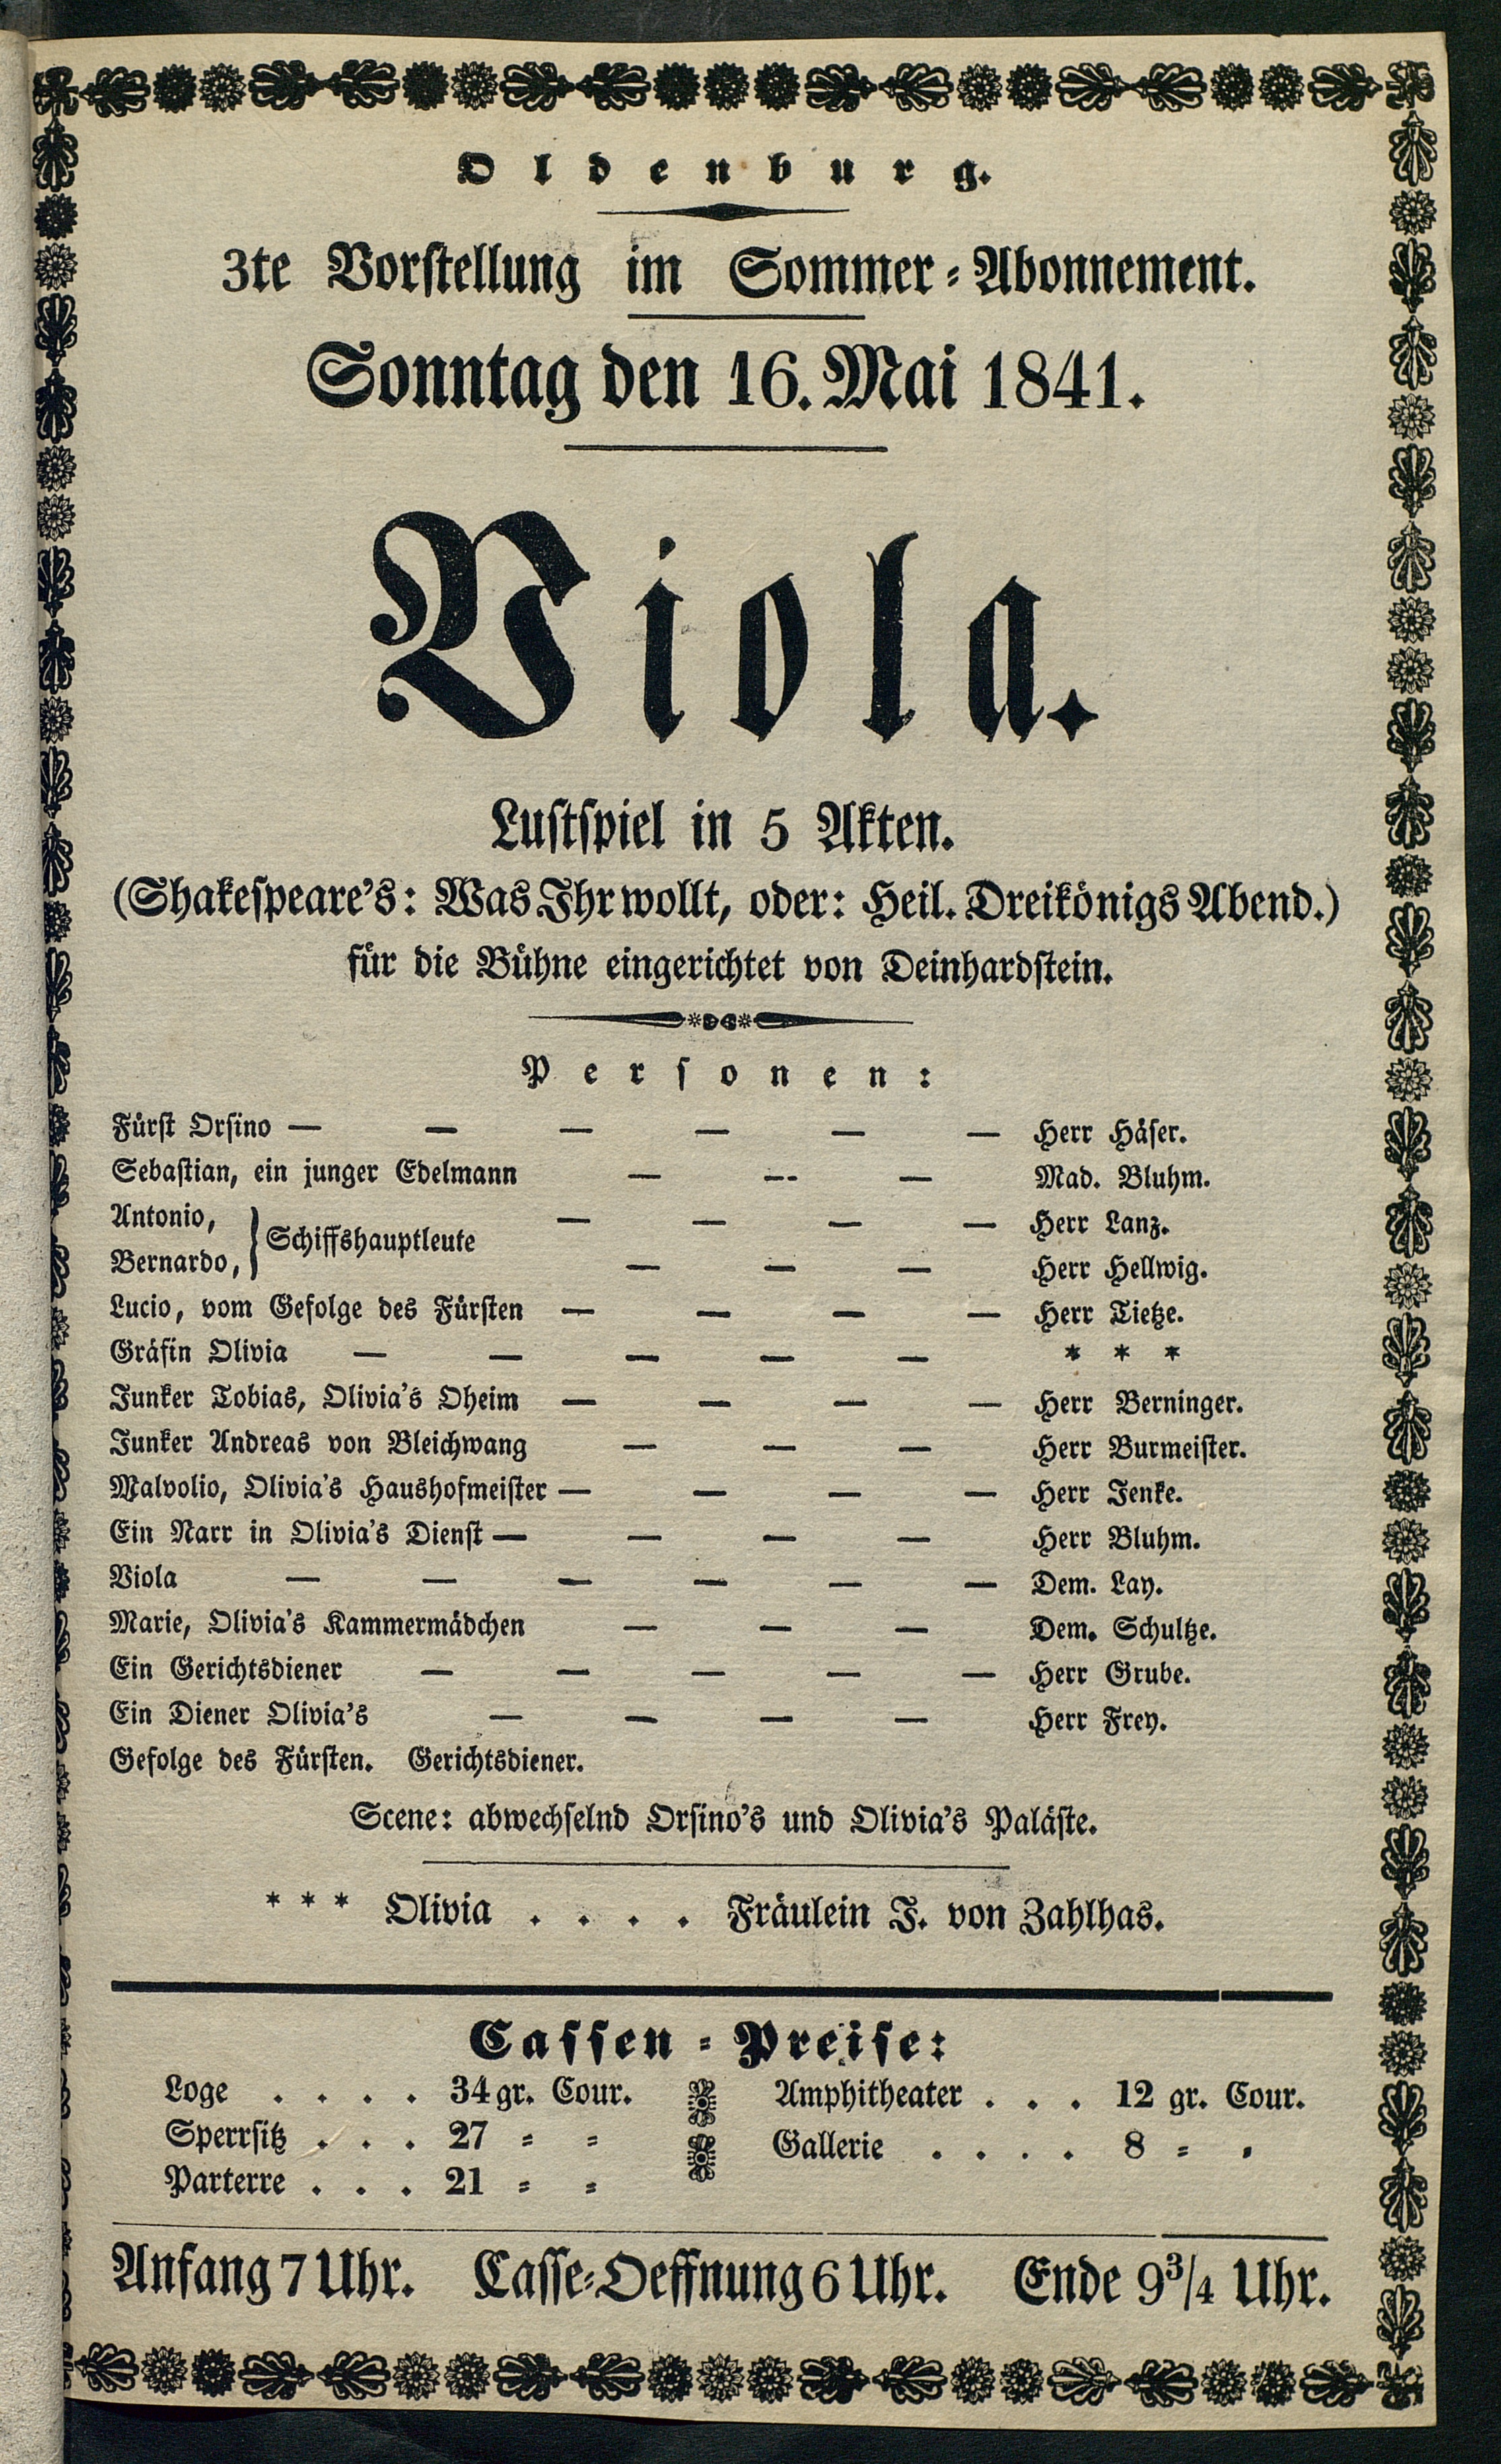 Oldenburg.
3te Vorstellung im Sommer-Abonnement.
Sonntag den 16. Mai 1841.
Viola.
Lustspiel in 5 Akten.
(Shakespeare's: Was Ihr wollt, oder: Heil. Dreikönigs Abend.)
für die Bühne eingerichtet von Deinhardstein.
Personen:
Fürst Orsino — — — — — — Herr Häser.
Sebastian, ein junger Edelmann — — — Mad. Bluhm.
Antonio, } Schiffshauptleute — — — — Herr Lanz.
Bernardo, } — — — Herr Hellwig.
Lucio, vom Gefolge des Fürsten — — — — Herr Tietze.
Gräfin Olivia — — — — — * * *
Junker Tobias, Olivia's Oheim — — — — Herr Berninger.
Junker Andreas von Bleichwang — — — Herr Burmeister.
Malvolio, Olivia's Haushofmeister — — — — Herr Jenke.
Ein Narr in Olivia's Dienst — — — — Herr Bluhm.
Viola — — — — — — Dem. Lay.
Marie, Olivia's Kammermädchen — — — Dem. Schultze.
Ein Gerichtsdiener — — — — — Herr Grube.
Ein Diener Olivia's — — — — Herr Frey.
Gefolge des Fürsten. Gerichtsdiener.
Scene: abwechselnd Orsino's und Olivia's Paläste.
* * * Olivia . . . . Fräulein J. von Zahlhas.
Cassen-Preise:
Loge . . . . 34 gr. Cour. Amphitheater . . . 12 gr. Cour.
Sperrsitz . . . 27 = = Gallerie . . . . 8 = =
Parterre . . . 21 = =
Anfang 7 Uhr. Casse-Oeffnung 6 Uhr. Ende 9 3/4 Uhr.